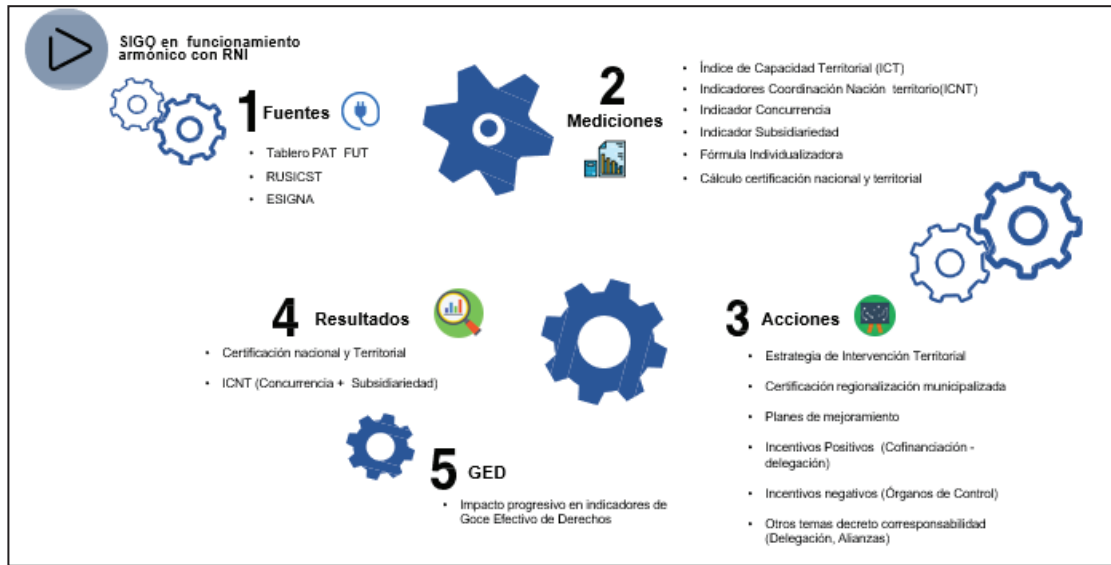 SIGO en funcionamiento
armónico con RNI
1 Fuentes
• Tablero PAT FUT
• RUSICST
• ESIGNA
2
Mediciones
• Índice de Capacidad Territorial (ICT)
• Indicadores Coordinación Nación territorio(ICNT)
• Indicador Concurrencia
• Indicador Subsidiariedad
• Fórmula Individualizadora
• Cálculo certificación nacional y territorial
3 Acciones
• Estrategia de Intervención Territorial
• Certificación regionalización municipalizada
• Planes de mejoramiento
• Incentivos Positivos (Cofinanciación -
delegación)
• Incentivos negativos (Órganos de Control)
• Otros temas decreto corresponsabilidad
(Delegación, Alianzas)
4 Resultados
• Certificación nacional y Territorial
• ICNT (Concurrencia + Subsidiariedad)
5 GED
• Impacto progresivo en indicadores de
Goce Efectivo de Derechos